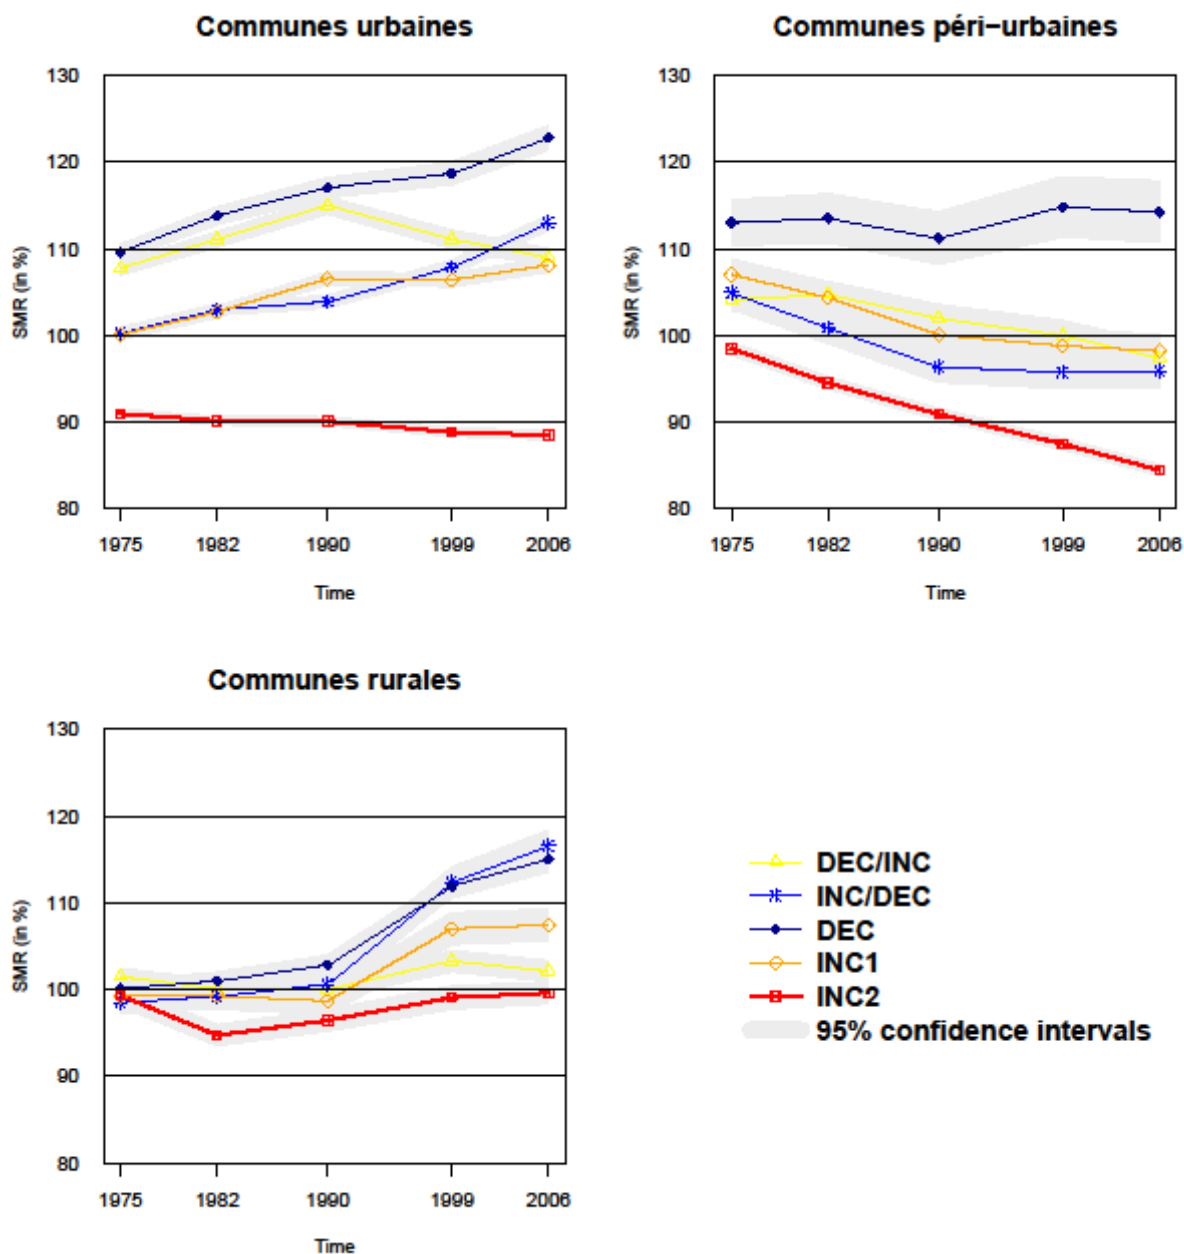 Communes urbaines
SMR (in %)
130
120
110
100
90
80
1975 1982 1990 1999 2006
Time
Communes péri-urbaines
SMR (in %)
130
120
110
100
90
80
1975 1982 1990 1999 2006
Time
Communes rurales
SMR (in %)
130
120
110
100
90
80
1975 1982 1990 1999 2006
Time
DEC/INC
INC/DEC
DEC
INC1
INC2
95% confidence intervals